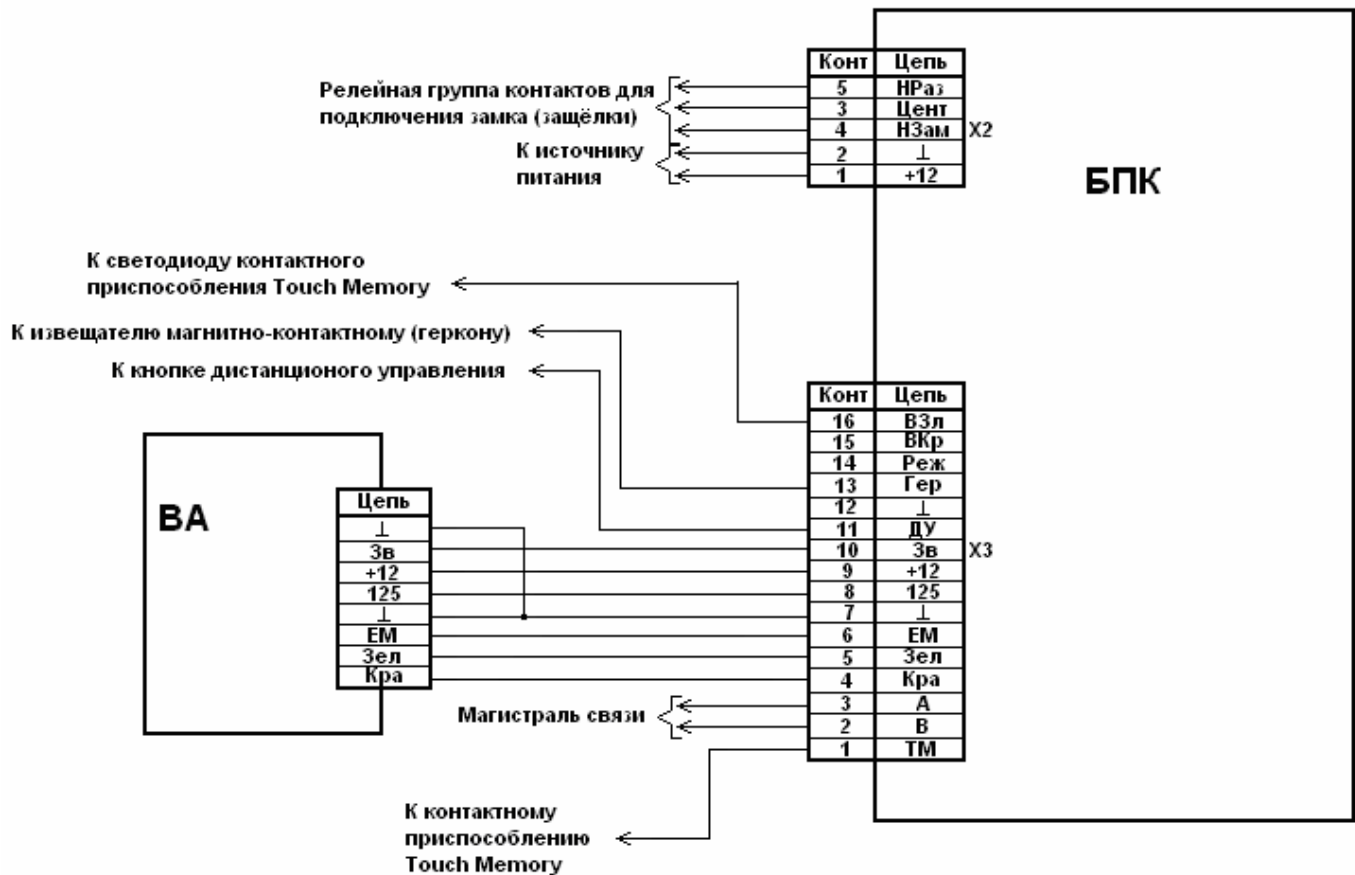 Конт Цепь
Релейная группа контактов для
подключения замка (защёлки)
5 НРаз
3 Цент
4 НЗам
X2
К источнику
питания
2 ⊥
1 +12
БПК
К светодиоду контактного
приспособления Touch Memory
К извещателю магнитно-контактному (геркону)
К кнопке дистанционого управления
Конт Цепь
16 ВЗл
15 ВКр
14 Реж
13 Гер
12 ⊥
11 ДУ
10 Зв
9 +12
8 125
7 ⊥
6 ЕМ
5 Зел
4 Кра
3 А
2 В
1 ТМ
X3
ВА
Цепь
⊥
Зв
+12
125
⊥
ЕМ
Зел
Кра
Магистраль связи
К контактному
приспособлению
Touch Memory